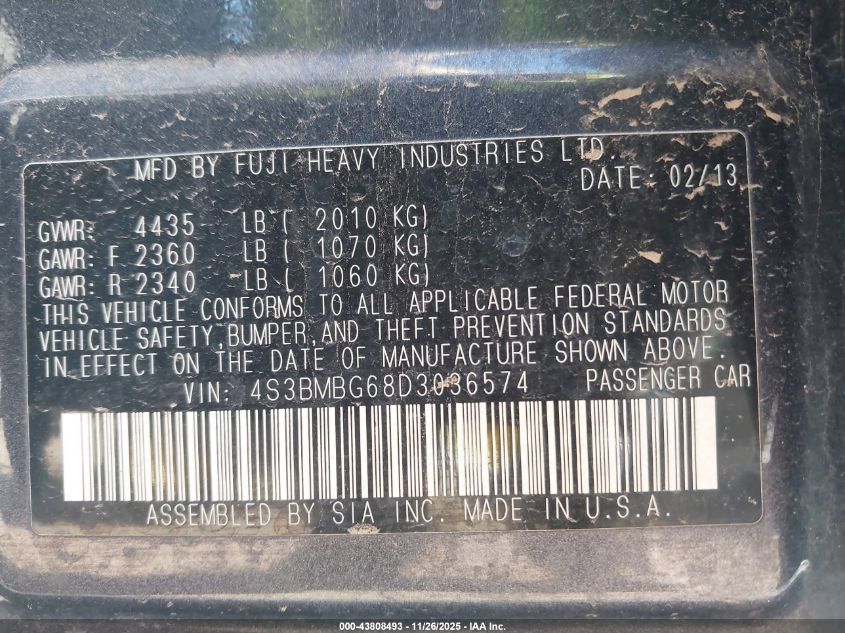 MFD BY FUJI HEAVY INDUSTRIES LTD.
DATE: 02/13
GVWR: 4435 LB ( 2010 KG)
GAWR: F 2360 LB ( 1070 KG)
GAWR: R 2340 LB ( 1060 KG)
THIS VEHICLE CONFORMS TO ALL APPLICABLE FEDERAL MOTOR
VEHICLE SAFETY,BUMPER,AND THEFT PREVENTION STANDARDS
IN EFFECT ON THE DATE OF MANUFACTURE SHOWN ABOVE.
VIN: 4S3BMBG68D3036574 PASSENGER CAR
ASSEMBLED BY SIA INC. MADE IN U.S.A.
000-43808493 - 11/26/2025 - IAA Inc.